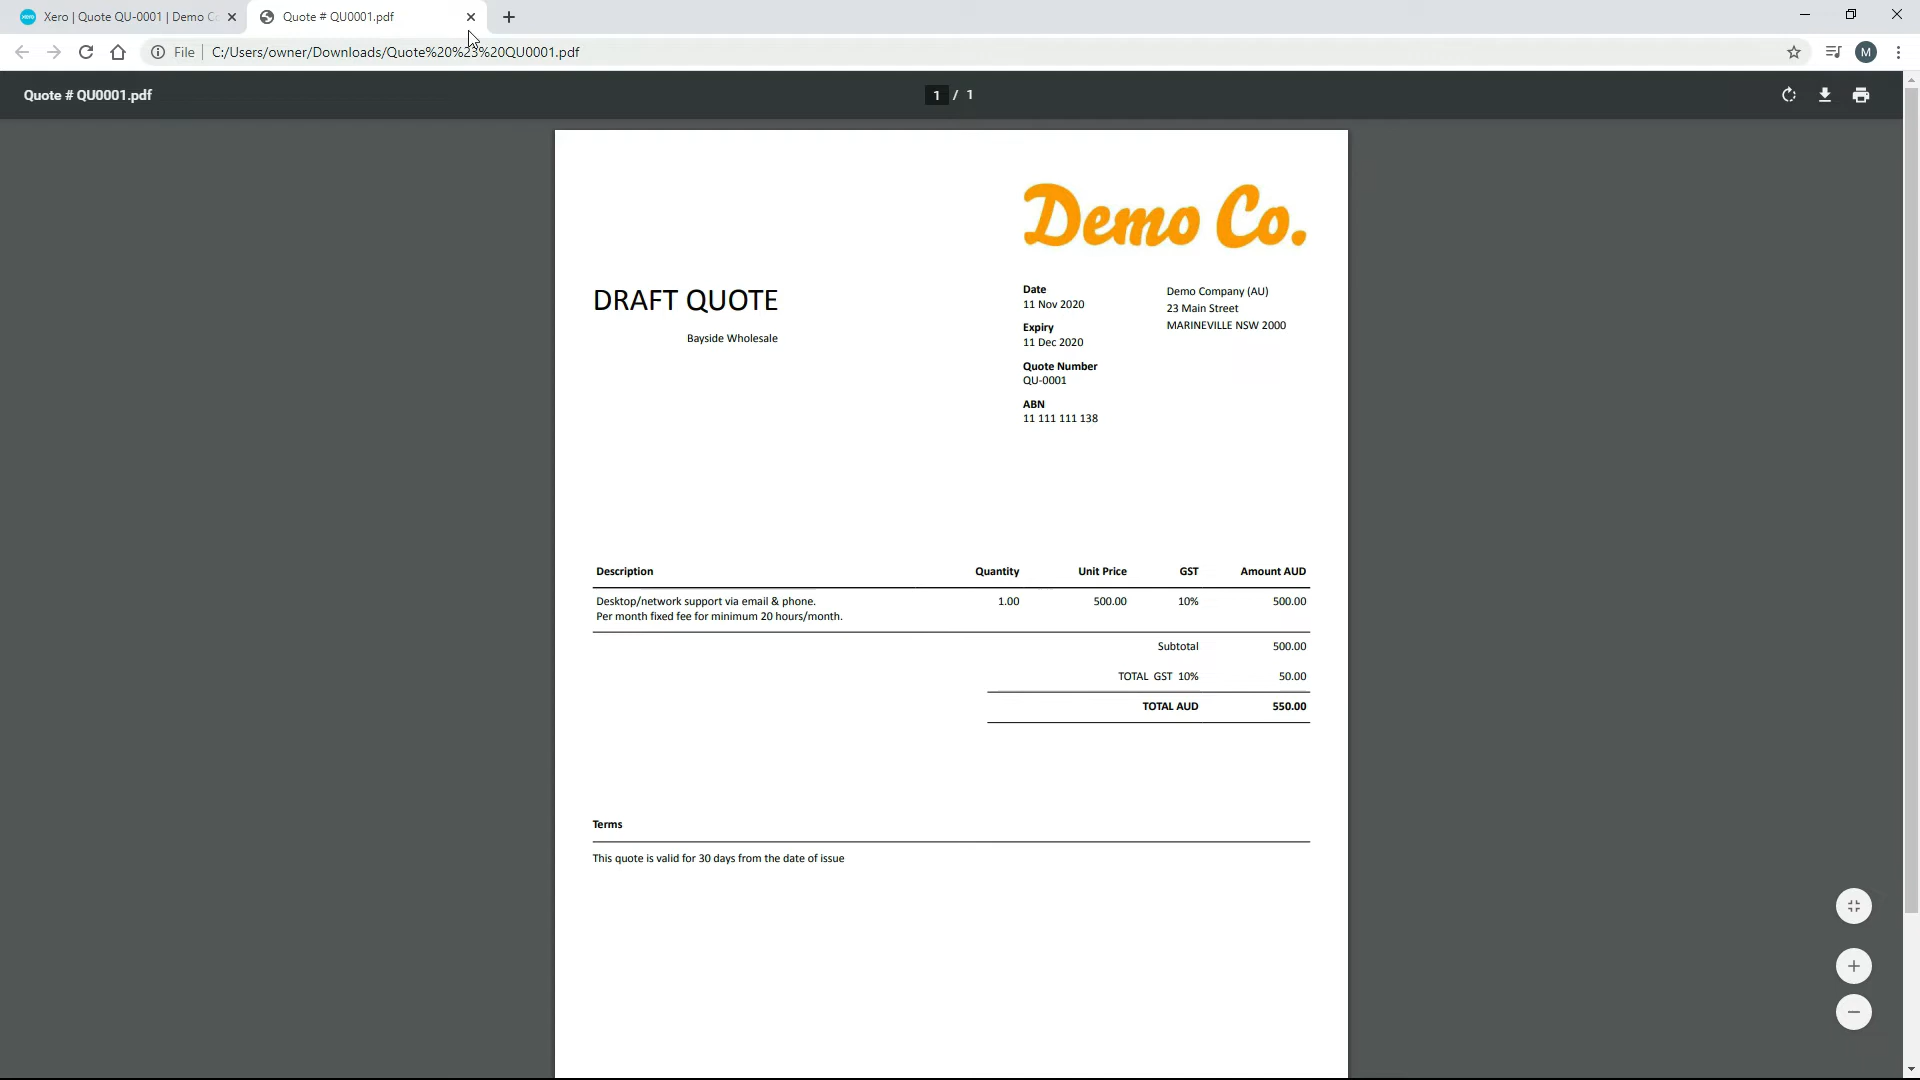 xero Xero | Quote QU-0001 | Demo C
Quote # QU0001.pdf
File C:/Users/owner/Downloads/Quote%20%23%20QU0001.pdf
M
Quote # QU0001.pdf
1 / 1
Demo Co.
DRAFT QUOTE
Bayside Wholesale
Date
11 Nov 2020
Expiry
11 Dec 2020
Quote Number
QU-0001
ABN
11 111 111 138
Demo Company (AU)
23 Main Street
MARINEVILLE NSW 2000
Description Quantity Unit Price GST Amount AUD
Desktop/network support via email & phone. 1.00 500.00 10% 500.00
Per month fixed fee for minimum 20 hours/month.
Subtotal 500.00
TOTAL GST 10% 50.00
TOTAL AUD 550.00
Terms
This quote is valid for 30 days from the date of issue